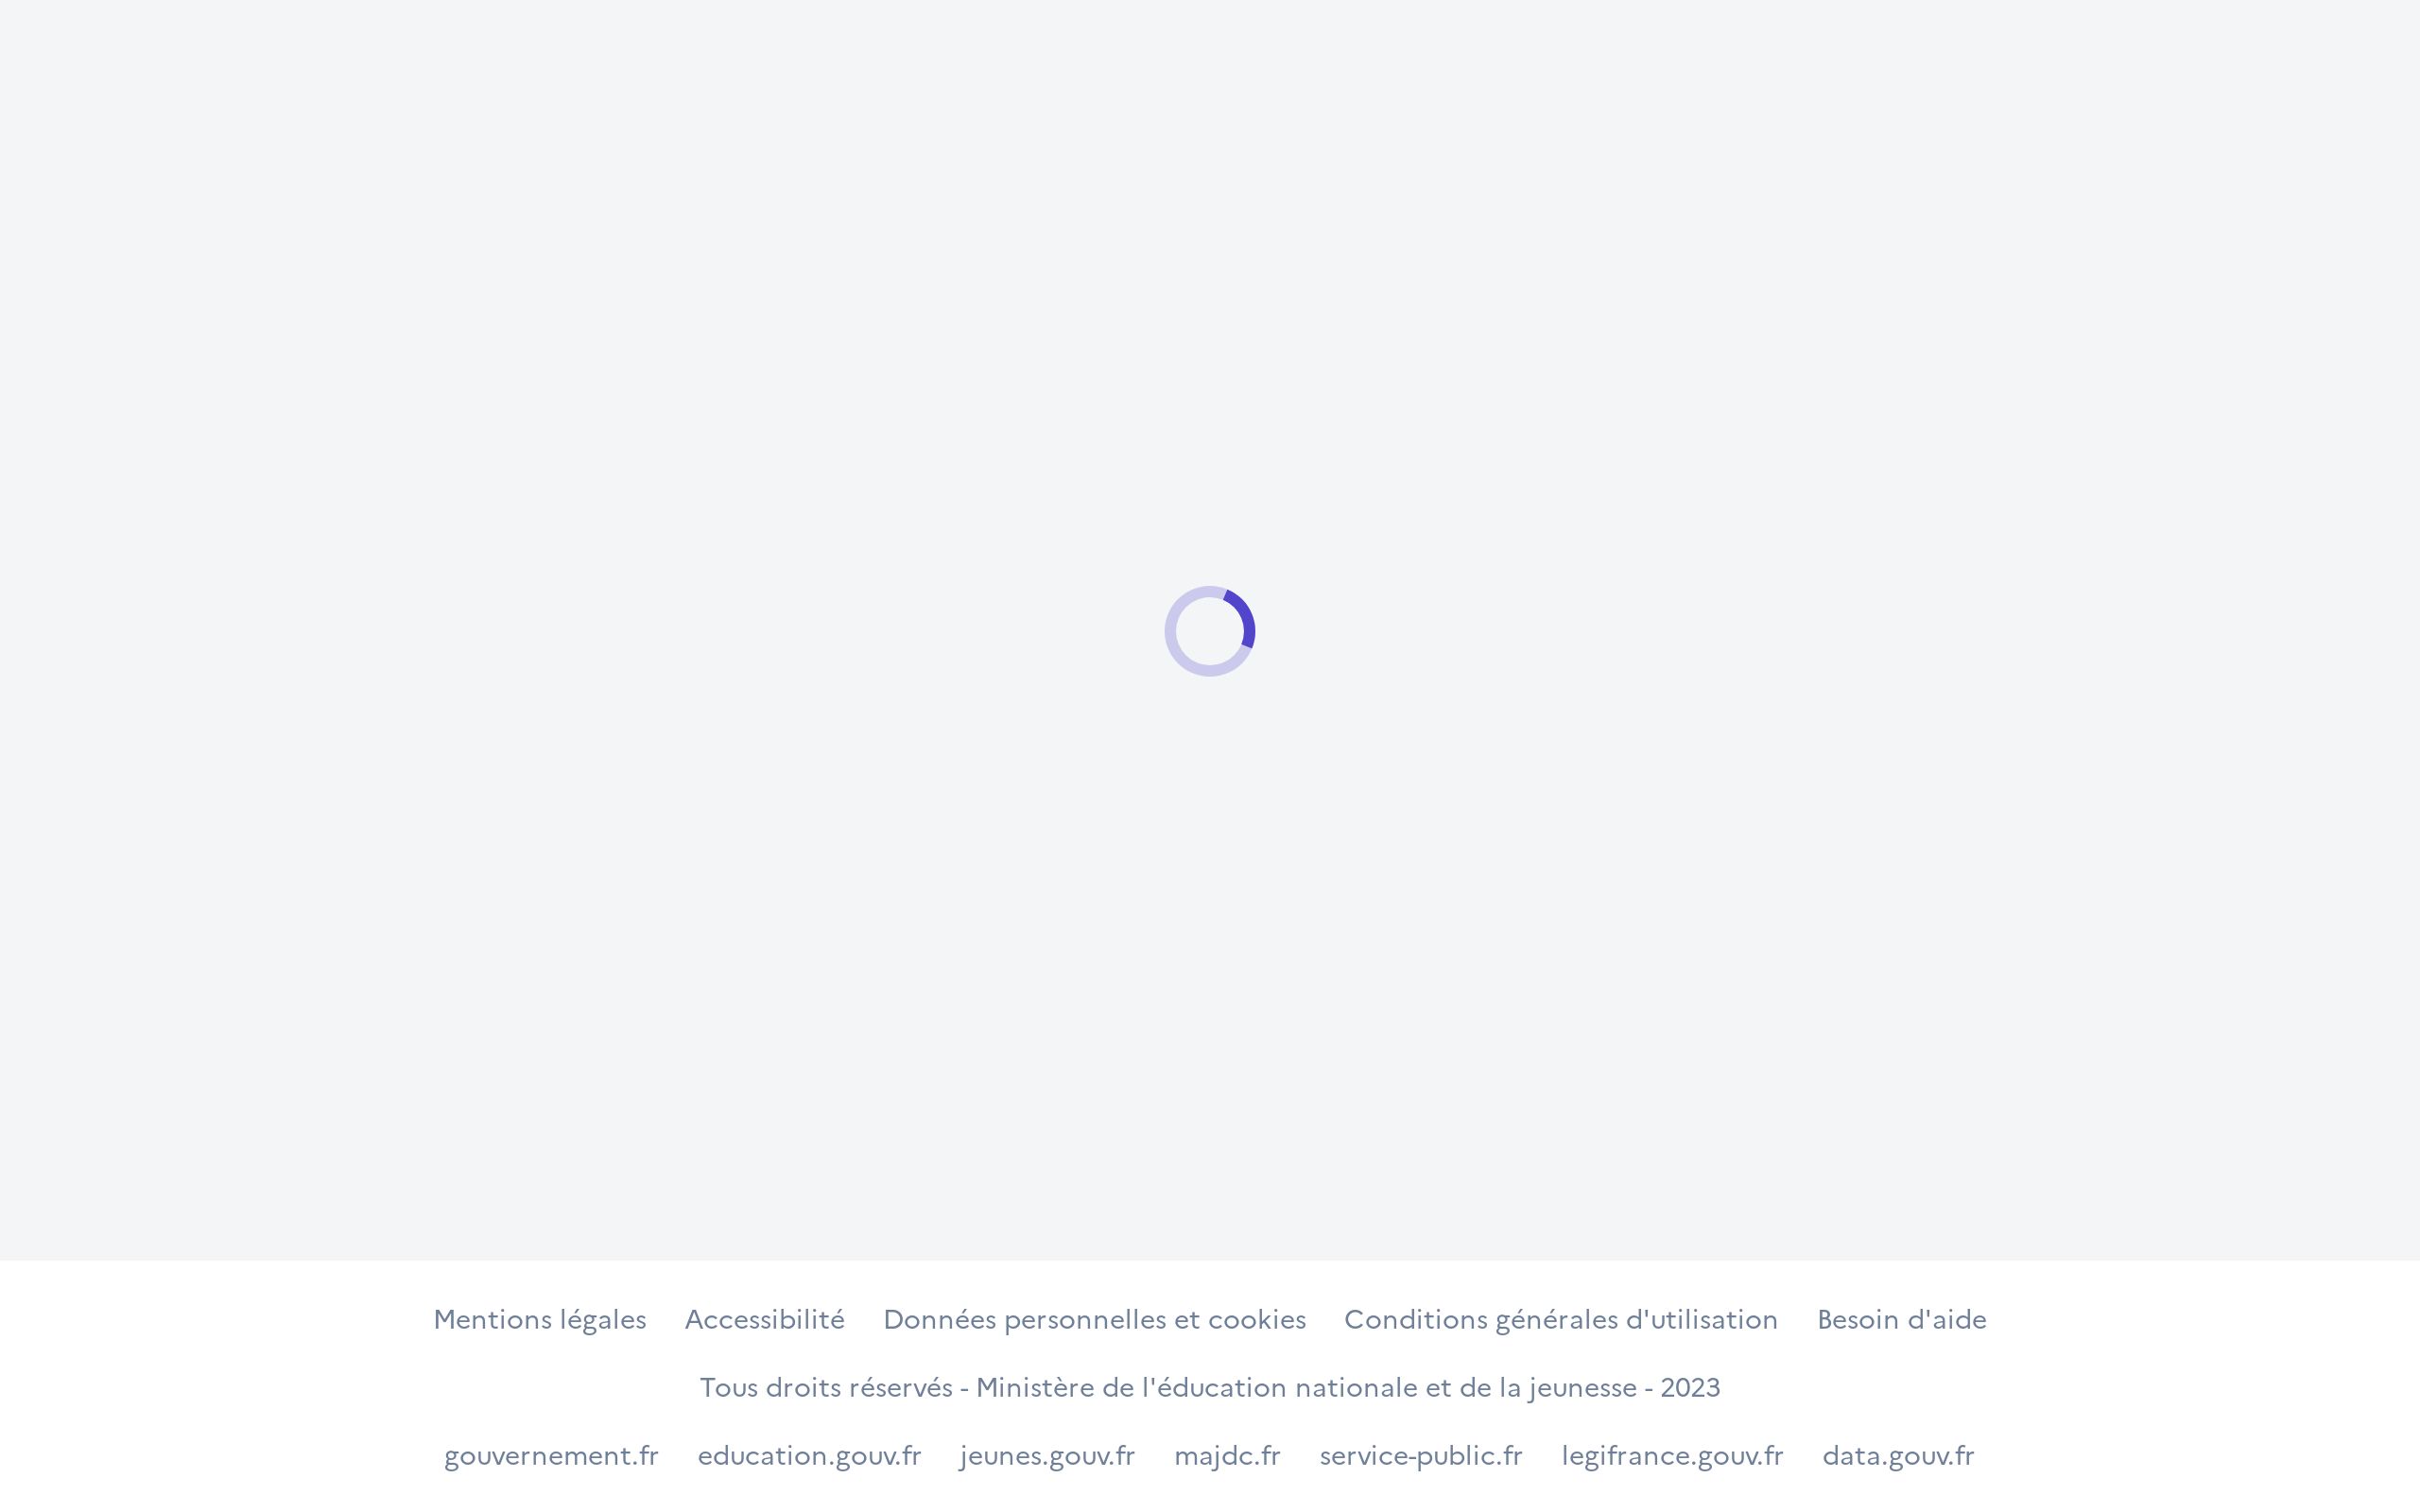 Mentions légales Accessibilité Données personnelles et cookies Conditions générales d'utilisation Besoin d'aide
Tous droits réservés - Ministère de l'éducation nationale et de la jeunesse - 2023
gouvernement.fr education.gouv.fr jeunes.gouv.fr majdc.fr service-public.fr legifrance.gouv.fr data.gouv.fr